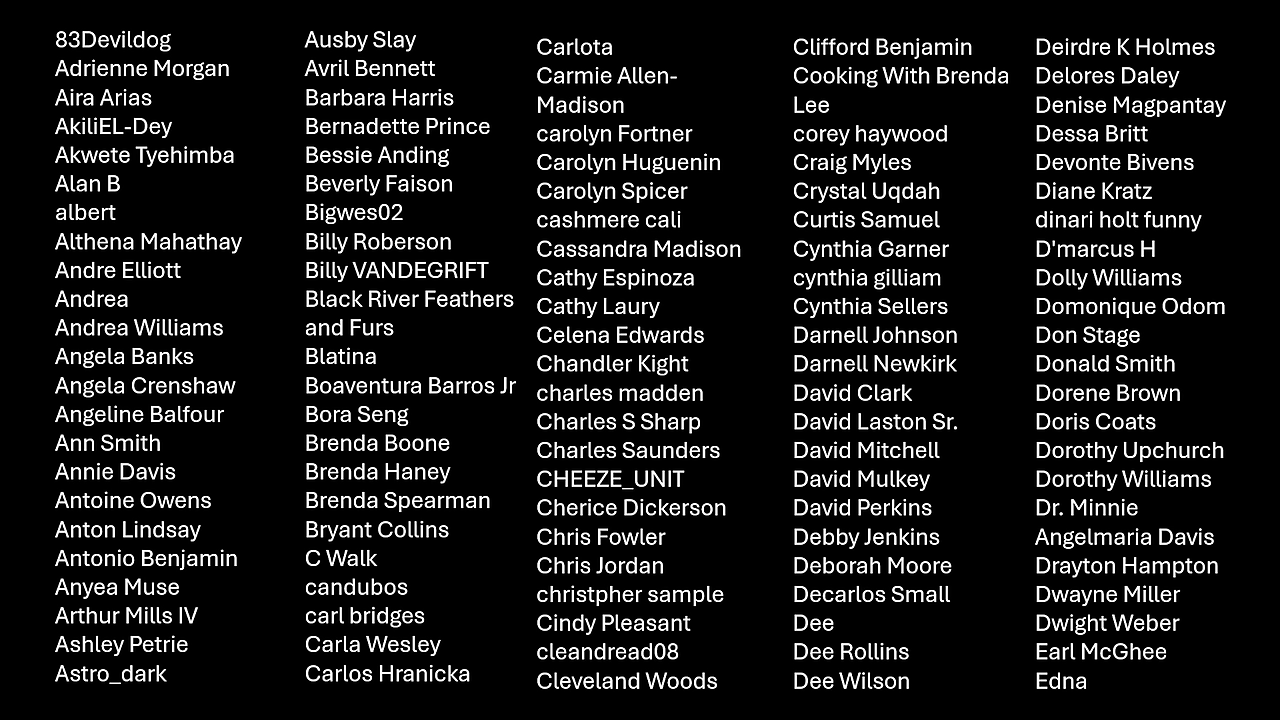 83Devildog
Adrienne Morgan
Aira Arias
AkiliEL-Dey
Akwete Tyehimba
Alan B
albert
Althena Mahathay
Andre Elliott
Andrea
Andrea Williams
Angela Banks
Angela Crenshaw
Angeline Balfour
Ann Smith
Annie Davis
Antoine Owens
Anton Lindsay
Antonio Benjamin
Anyea Muse
Arthur Mills IV
Ashley Petrie
Astro_dark
Ausby Slay
Avril Bennett
Barbara Harris
Bernadette Prince
Bessie Anding
Beverly Faison
Bigwes02
Billy Roberson
Billy VANDEGRIFT
Black River Feathers
and Furs
Blatina
Boaventura Barros Jr
Bora Seng
Brenda Boone
Brenda Haney
Brenda Spearman
Bryant Collins
C Walk
candubos
carl bridges
Carla Wesley
Carlos Hranicka
Carlota
Carmie Allen-
Madison
carolyn Fortner
Carolyn Huguenin
Carolyn Spicer
cashmere cali
Cassandra Madison
Cathy Espinoza
Cathy Laury
Celena Edwards
Chandler Kight
charles madden
Charles S Sharp
Charles Saunders
CHEEZE_UNIT
Cherice Dickerson
Chris Fowler
Chris Jordan
christpher sample
Cindy Pleasant
cleandread08
Cleveland Woods
Clifford Benjamin
Cooking With Brenda
Lee
corey haywood
Craig Myles
Crystal Uqdah
Curtis Samuel
Cynthia Garner
cynthia gilliam
Cynthia Sellers
Darnell Johnson
Darnell Newkirk
David Clark
David Laston Sr.
David Mitchell
David Mulkey
David Perkins
Debby Jenkins
Deborah Moore
Decarlos Small
Dee
Dee Rollins
Dee Wilson
Deirdre K Holmes
Delores Daley
Denise Magpantay
Dessa Britt
Devonte Bivens
Diane Kratz
dinari holt funny
D'marcus H
Dolly Williams
Domonique Odom
Don Stage
Donald Smith
Dorene Brown
Doris Coats
Dorothy Upchurch
Dorothy Williams
Dr. Minnie
Angelmaria Davis
Drayton Hampton
Dwayne Miller
Dwight Weber
Earl McGhee
Edna